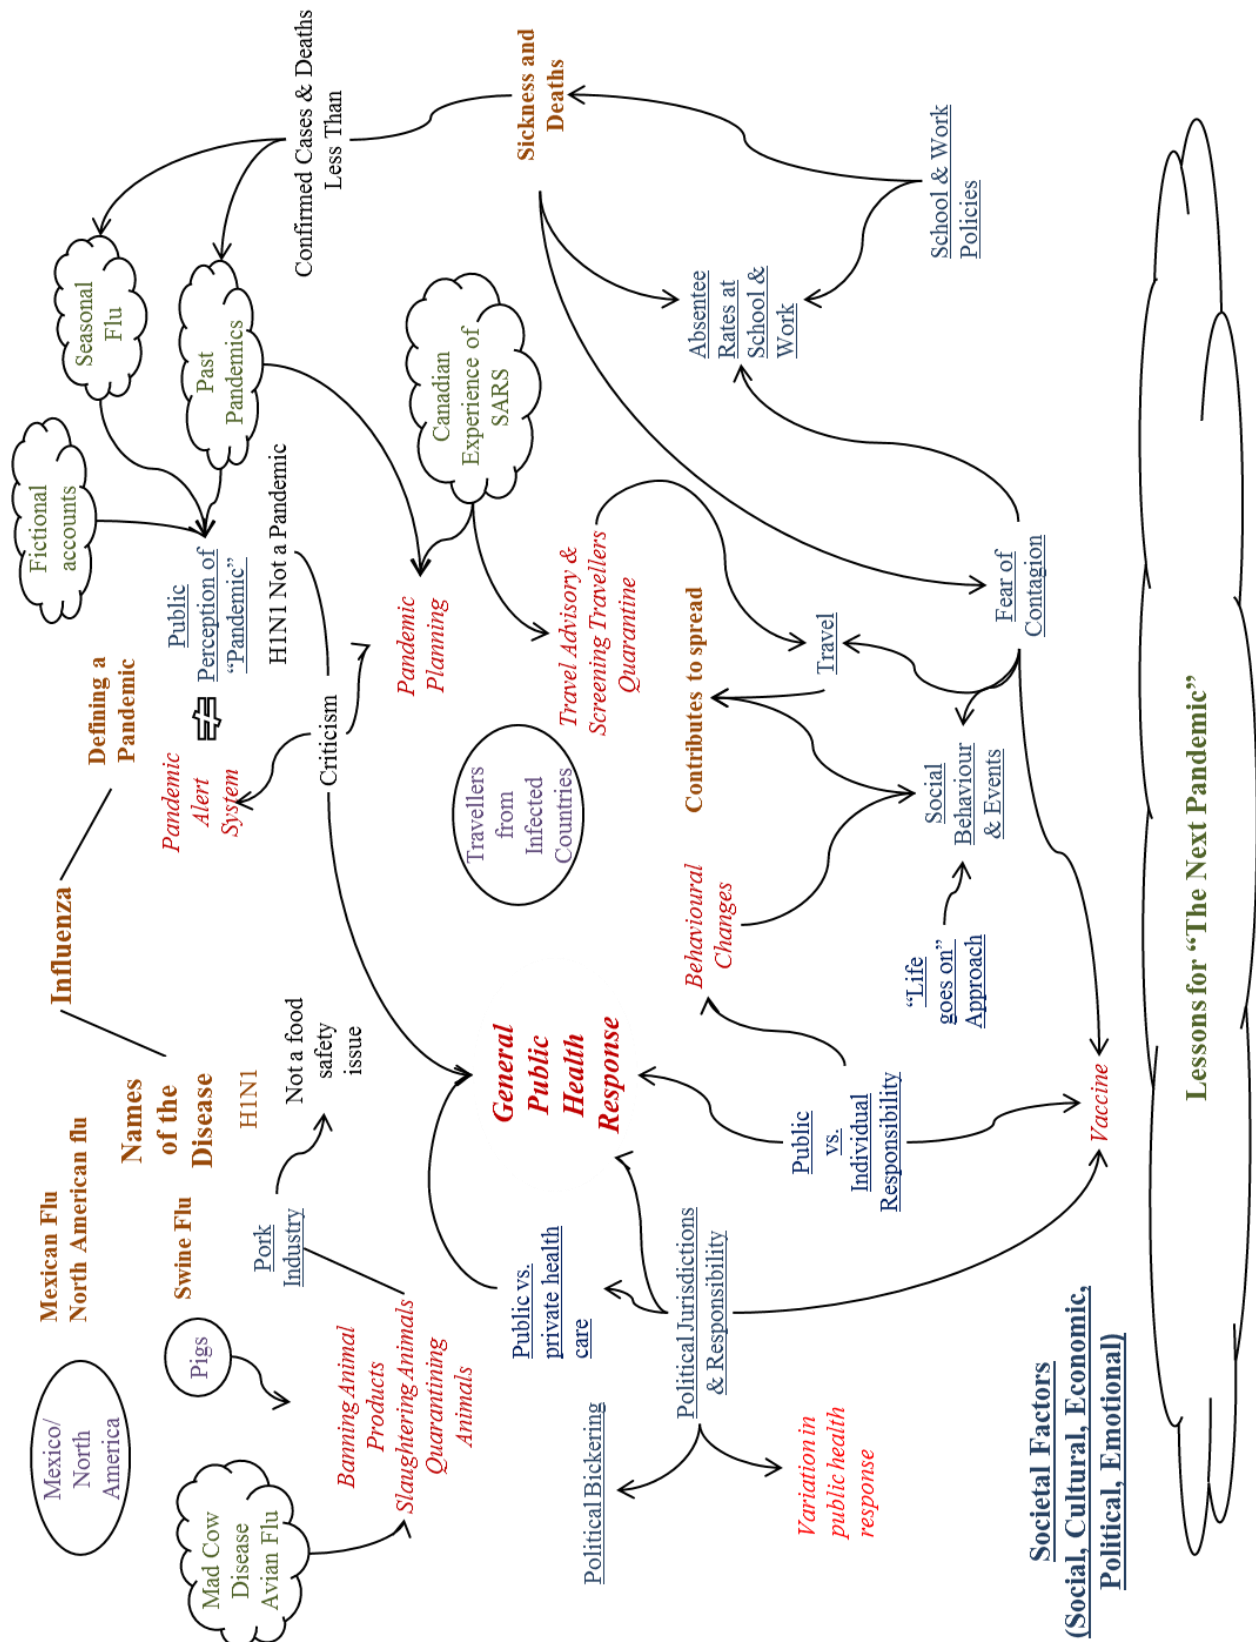 Mexico/
North
America
Mexican Flu
North American flu
Influenza
Fictional
accounts
Seasonal
Flu
Mad Cow
Disease
Avian Flu
Pigs
Swine Flu
Names
of the
Disease
H1N1
Defining a
Pandemic
Pandemic
Alert
System
≠
Public
Perception of
“Pandemic”
H1N1 Not a Pandemic
Past
Pandemics
Confirmed Cases & Deaths
Less Than
Pork
Industry
Not a food
safety
issue
Criticism
Banning Animal
Products
Slaughtering Animals
Quarantining
Animals
Pandemic
Planning
Canadian
Experience of
SARS
Travellers
from
Infected
Countries
General
Public
Health
Response
Travel Advisory &
Screening Travellers
Quarantine
Sickness and
Deaths
Public vs.
private health
care
Political Bickering
Political Jurisdictions
& Responsibility
Behavioural
Changes
Contributes to spread
Absentee
Rates at
School &
Work
Variation in
public health
response
Public
vs.
Individual
Responsibility
Travel
“Life
goes on”
Approach
Social
Behaviour
& Events
Fear of
Contagion
School & Work
Policies
Vaccine
Societal Factors
(Social, Cultural, Economic,
Political, Emotional)
Lessons for “The Next Pandemic”